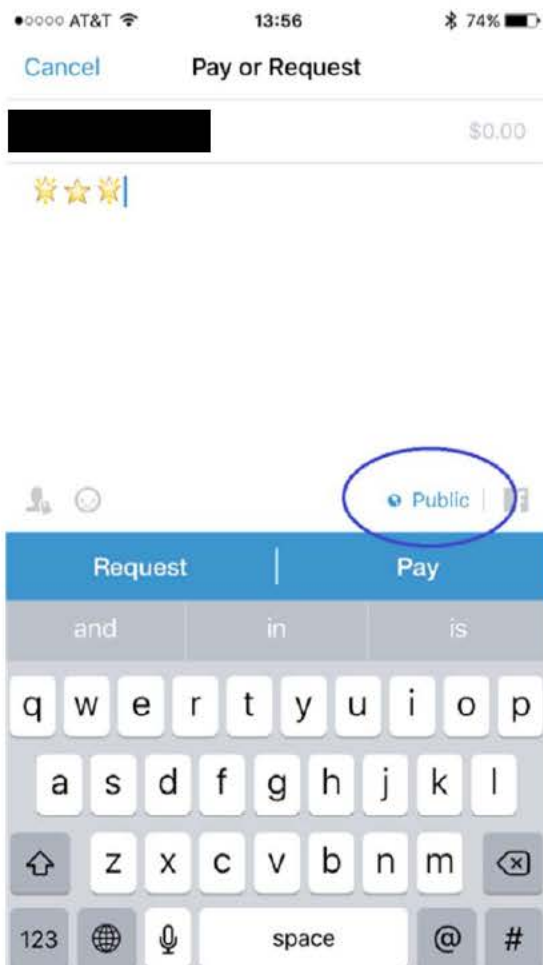 AT&T 13:56 74%
Cancel Pay or Request
$0.00
🌟⭐🌟
Public
Request Pay
and in is
q w e r t y u i o p
a s d f g h j k l
z x c v b n m
123 space @ #